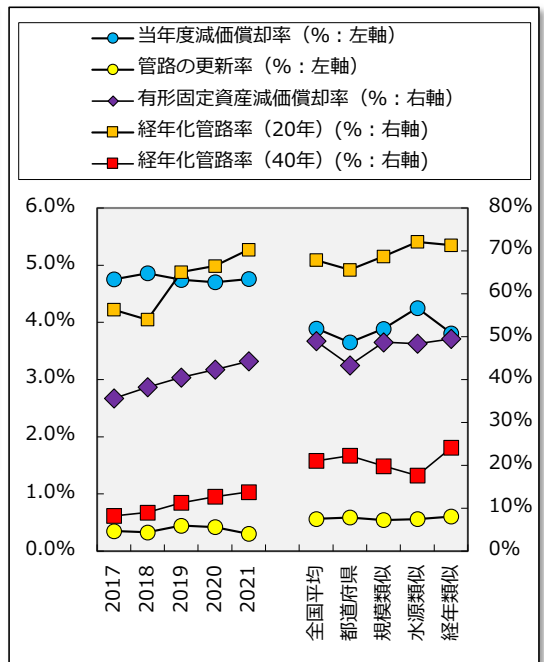 当年度減価償却率（%：左軸）
管路の更新率（%：左軸）
有形固定資産減価償却率（%：右軸）
経年化管路率（20年）(%：右軸)
経年化管路率（40年）(%：右軸)
6.0%
5.0%
4.0%
3.0%
2.0%
1.0%
0.0%
80%
70%
60%
50%
40%
30%
20%
10%
0%
2017
2018
2019
2020
2021
全国平均
都道府県
規模類似
水源類似
経年類似